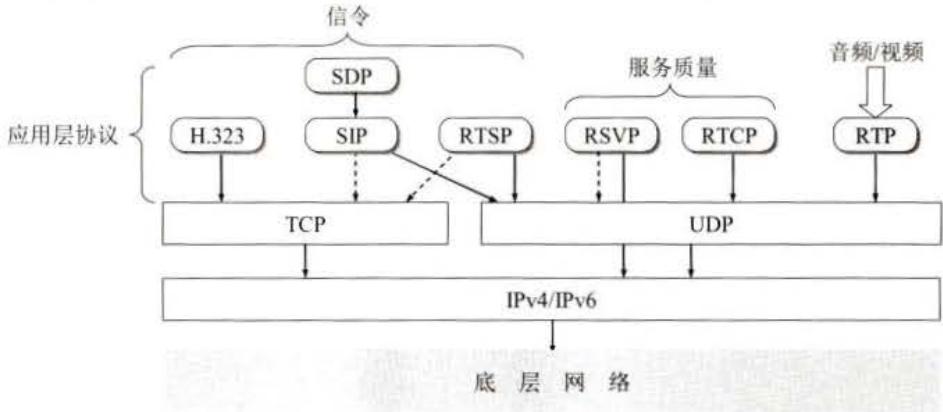 信令
音频/视频
服务质量
SDP
应用层协议
H.323
SIP
RTSP
RSVP
RTCP
RTP
TCP
UDP
IPv4/IPv6
底层网络